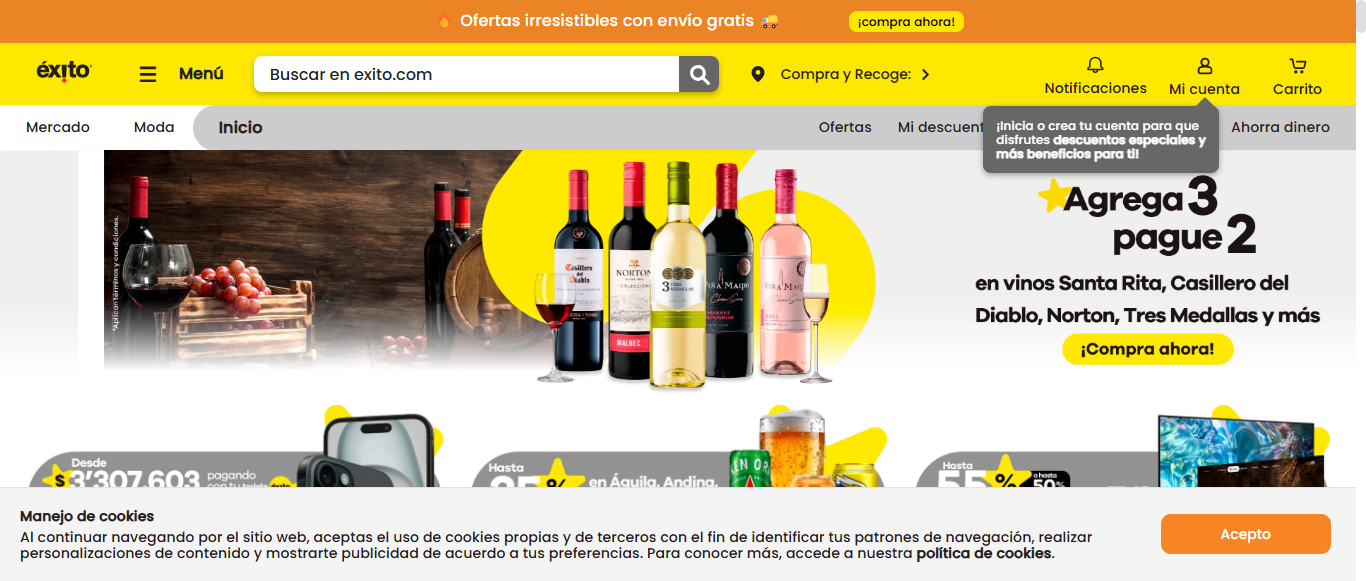 Ofertas irresistibles con envío gratis
¡compra ahora!
éxito
Menú
Buscar en exito.com
Compra y Recoge:
Notificaciones
Mi cuenta
Carrito
Mercado
Moda
Inicio
Ofertas
Mi descuent
Ahorra dinero
¡Inicia o crea tu cuenta para que
disfrutes descuentos especiales y
más beneficios para ti!
*Aplican términos y condiciones.
Casillero
del
Diablo
NORTON
COLECCIÓN
MALBEC
3 TRES
MEDALLAS
VIÑA MAIPO
CABERNET
SAUVIGNON
VIÑA MAIPO
Agrega 3
pague 2
en vinos Santa Rita, Casillero del
Diablo, Norton, Tres Medallas y más
¡Compra ahora!
Desde
$3'307.603
pagando
con tu tarjeta éxito
Hasta
%
en Águila, Andina,
Hasta
55%
o hasta
50%
Manejo de cookies
Al continuar navegando por el sitio web, aceptas el uso de cookies propias y de terceros con el fin de identificar tus patrones de navegación, realizar
personalizaciones de contenido y mostrarte publicidad de acuerdo a tus preferencias. Para conocer más, accede a nuestra política de cookies.
Acepto